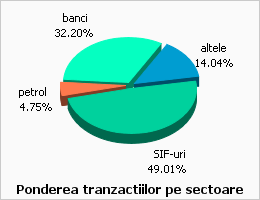 banci
32.20%
altele
14.04%
petrol
4.75%
SIF-uri
49.01%
Ponderea tranzactiilor pe sectoare